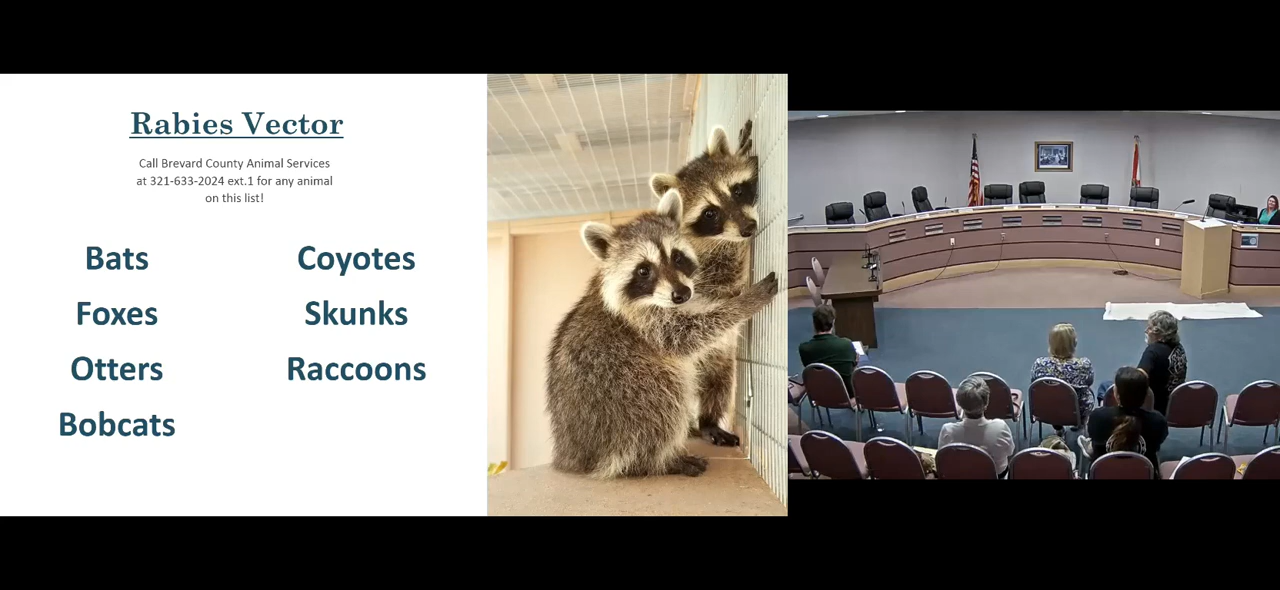 Rabies Vector
Call Brevard County Animal Services
at 321-633-2024 ext.1 for any animal
on this list!
Bats
Coyotes
Foxes
Skunks
Otters
Raccoons
Bobcats